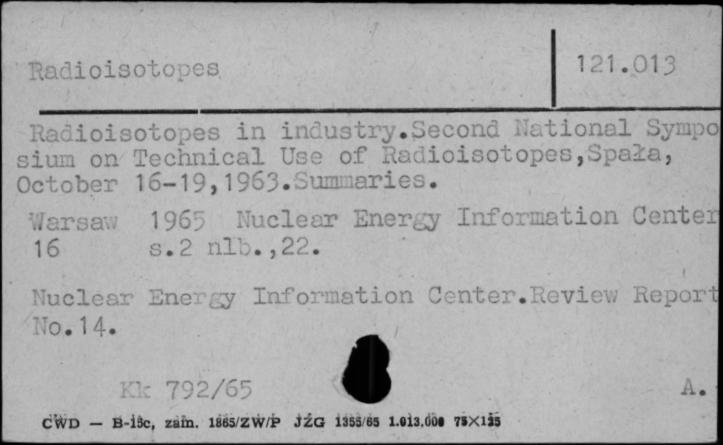 Radioisotopes
121.013
Radioisotopes in industry.Second National Sympo
sium on Technical Use of Radioisotopes,Spała,
October 16-19,1963.Summaries.
Warsaw 1965 Nuclear Energy Information Center
16 s.2 nlb.,22.
Nuclear Energy Information Center.Review Report
No.14.
Kk 792/65
A.
CWD — B-13c, zam. 1865/ZW/P JZG 1355/65 1.013.000 75×125